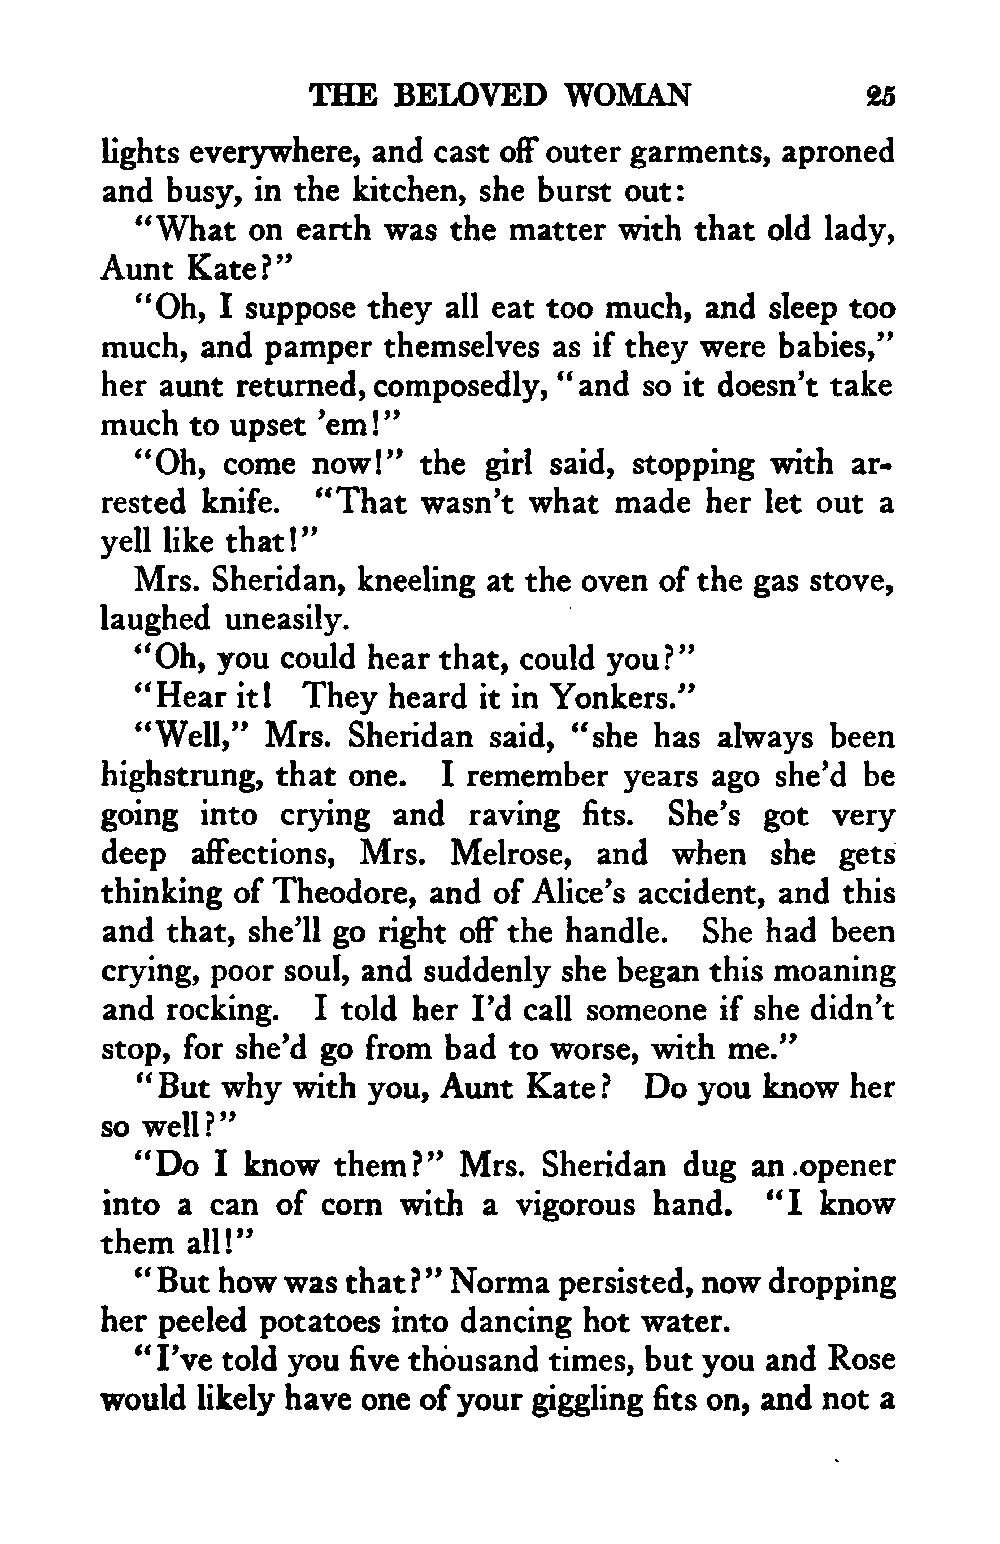 THE BELOVED WOMAN 25
lights everywhere, and cast off outer garments, aproned
and busy, in the kitchen, she burst out:
"What on earth was the matter with that old lady,
Aunt Kate?"
"Oh, I suppose they all eat too much, and sleep too
much, and pamper themselves as if they were babies,"
her aunt returned, composedly, "and so it doesn't take
much to upset 'em!"
"Oh, come now!" the girl said, stopping with ar-
rested knife. "That wasn't what made her let out a
yell like that!"
Mrs. Sheridan, kneeling at the oven of the gas stove,
laughed uneasily.
"Oh, you could hear that, could you?"
"Hear it! They heard it in Yonkers."
"Well," Mrs. Sheridan said, "she has always been
highstrung, that one. I remember years ago she'd be
going into crying and raving fits. She's got very
deep affections, Mrs. Melrose, and when she gets
thinking of Theodore, and of Alice's accident, and this
and that, she'll go right off the handle. She had been
crying, poor soul, and suddenly she began this moaning
and rocking. I told her I'd call someone if she didn't
stop, for she'd go from bad to worse, with me."
"But why with you, Aunt Kate? Do you know her
so well?"
"Do I know them?" Mrs. Sheridan dug an .opener
into a can of corn with a vigorous hand. "I know
them all!"
"But how was that?" Norma persisted, now dropping
her peeled potatoes into dancing hot water.
"I've told you five thousand times, but you and Rose
would likely have one of your giggling fits on, and not a